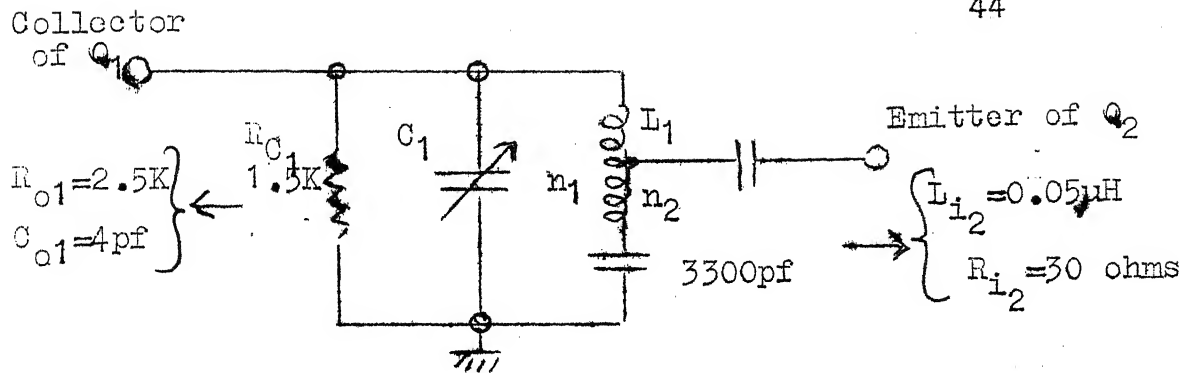 44
Collector
of Q1
RC1
1.5K
C1
L1
n1
n2
Emitter of Q2
Ro1=2.5K
Co1=4pf
3300pf
Li2=0.05µH
Ri2=30 ohms